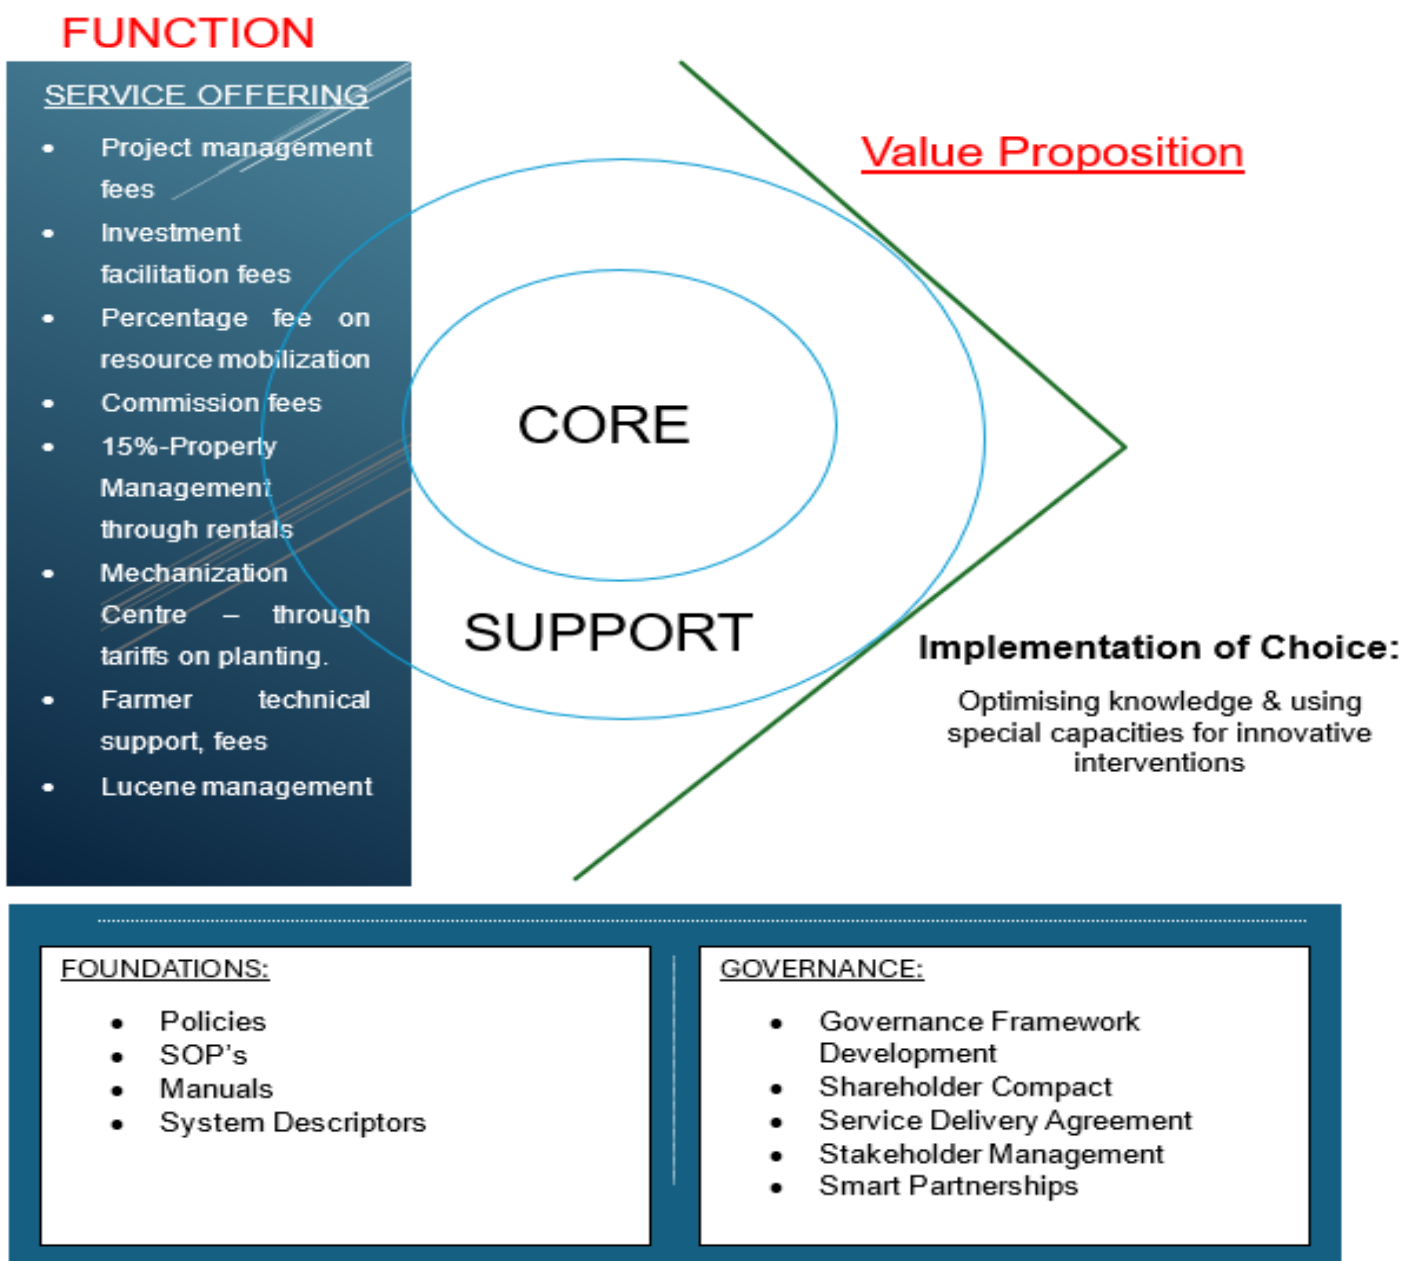 FUNCTION
SERVICE OFFERING
• Project management
fees
• Investment
facilitation fees
• Percentage fee on
resource mobilization
• Commission fees
• 15%-Property
Management
through rentals
• Mechanization
Centre – through
tariffs on planting.
• Farmer technical
support, fees
• Lucene management
CORE
SUPPORT
Value Proposition
Implementation of Choice:
Optimising knowledge & using
special capacities for innovative
interventions
FOUNDATIONS:
• Policies
• SOP's
• Manuals
• System Descriptors
GOVERNANCE:
• Governance Framework
Development
• Shareholder Compact
• Service Delivery Agreement
• Stakeholder Management
• Smart Partnerships